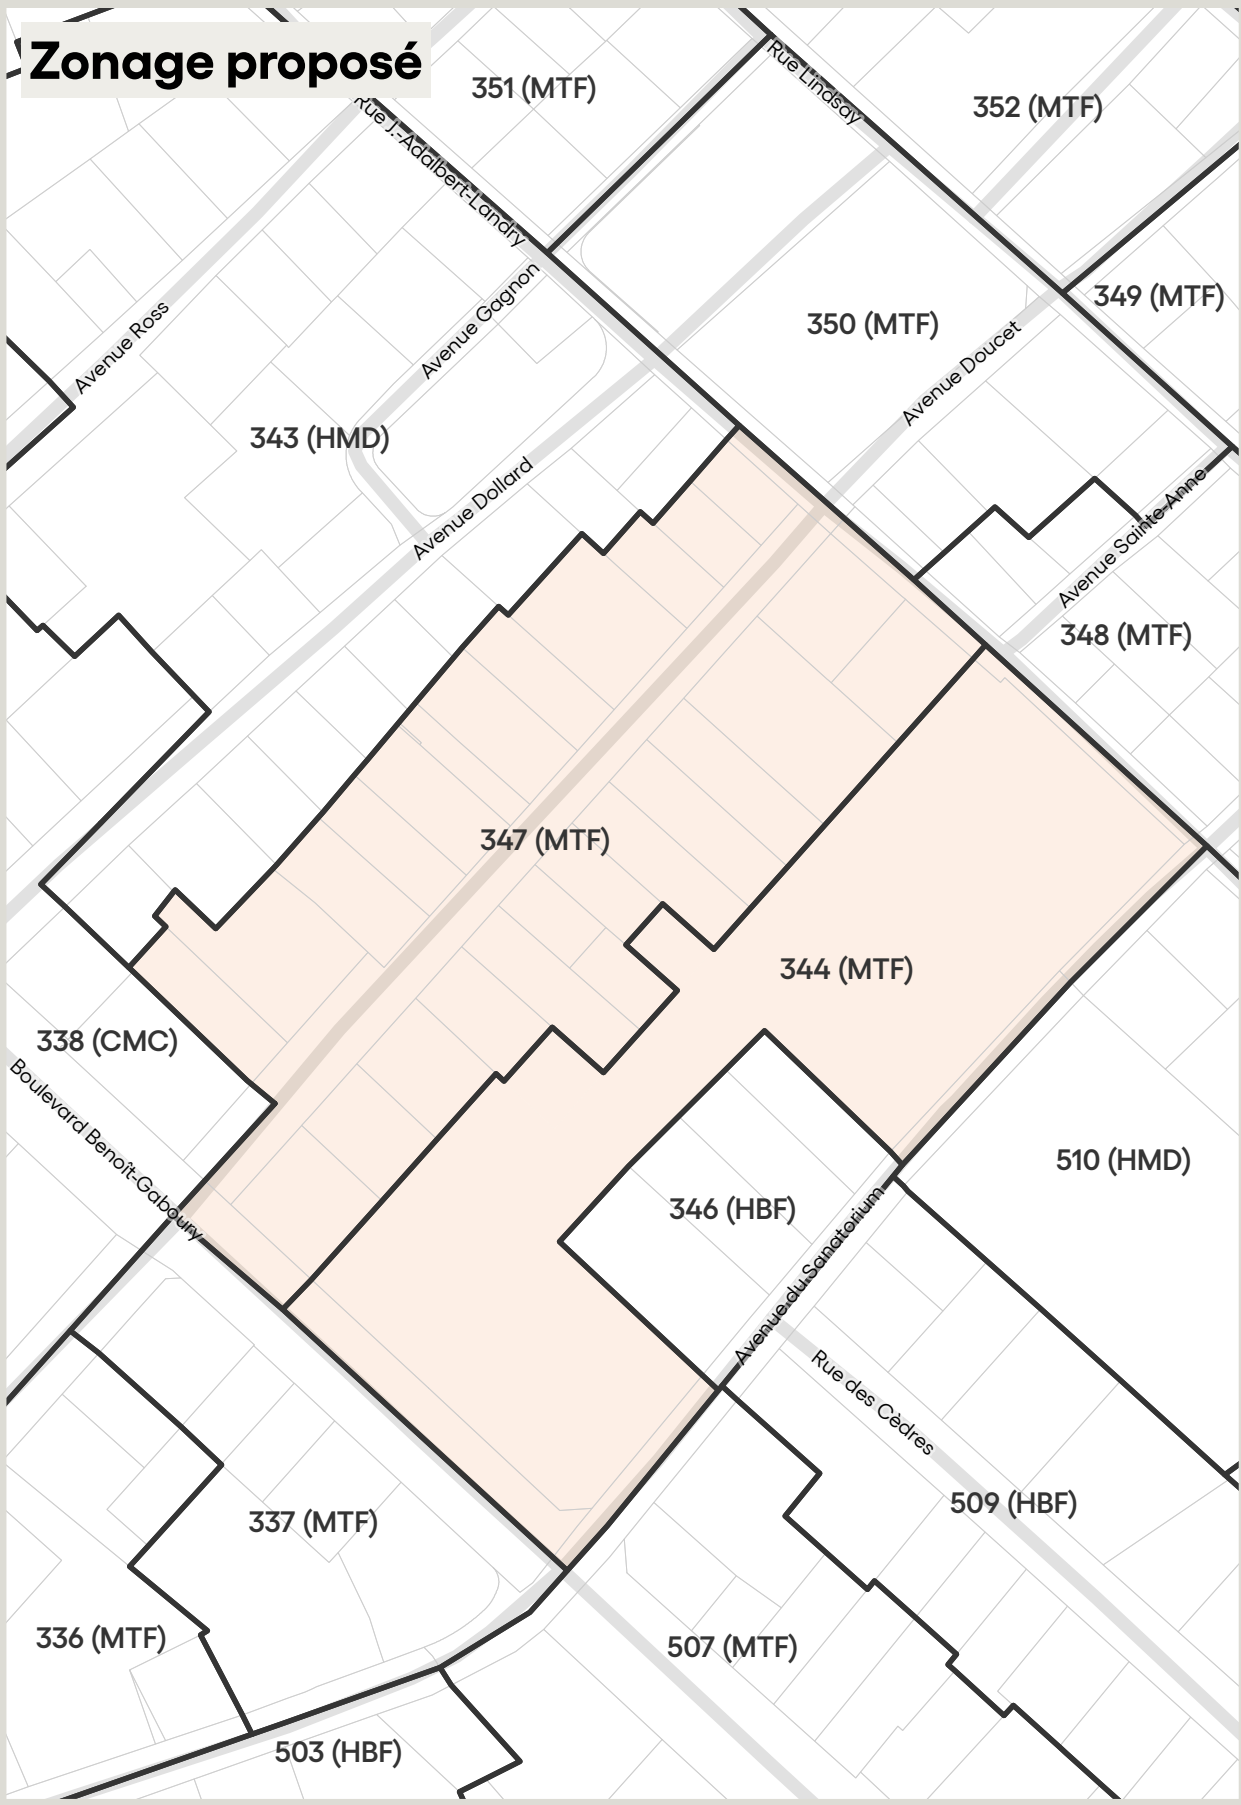 Zonage proposé
351 (MTF)
Rue Lindsay
352 (MTF)
Rue J.-Adalbert-Landry
Avenue Gagnon
349 (MTF)
Avenue Ross
350 (MTF)
Avenue Doucet
343 (HMD)
Avenue Dollard
Avenue Sainte-Anne
348 (MTF)
347 (MTF)
344 (MTF)
338 (CMC)
Boulevard Benoît-Gaboury
510 (HMD)
346 (HBF)
Avenue du Sanatorium
Rue des Cèdres
509 (HBF)
337 (MTF)
336 (MTF)
507 (MTF)
503 (HBF)